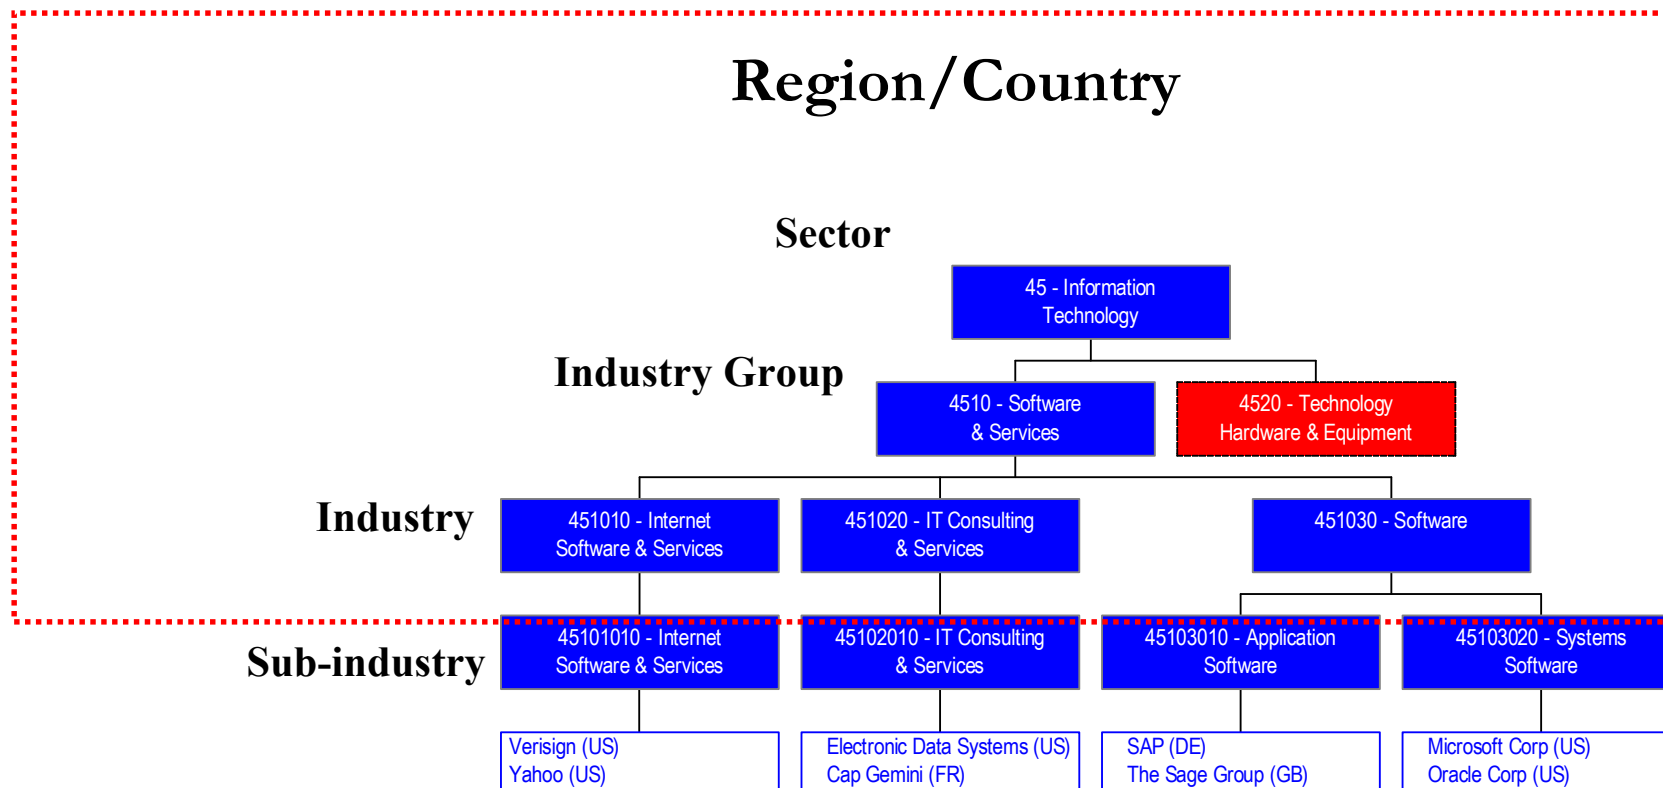 Region/Country
Sector
45 - Information
Technology
Industry Group
4510 - Software
& Services
4520 - Technology
Hardware & Equipment
Industry
451010 - Internet
Software & Services
451020 - IT Consulting
& Services
451030 - Software
Sub-industry
45101010 - Internet
Software & Services
45102010 - IT Consulting
& Services
45103010 - Application
Software
45103020 - Systems
Software
Verisign (US)
Yahoo (US)
Electronic Data Systems (US)
Cap Gemini (FR)
SAP (DE)
The Sage Group (GB)
Microsoft Corp (US)
Oracle Corp (US)